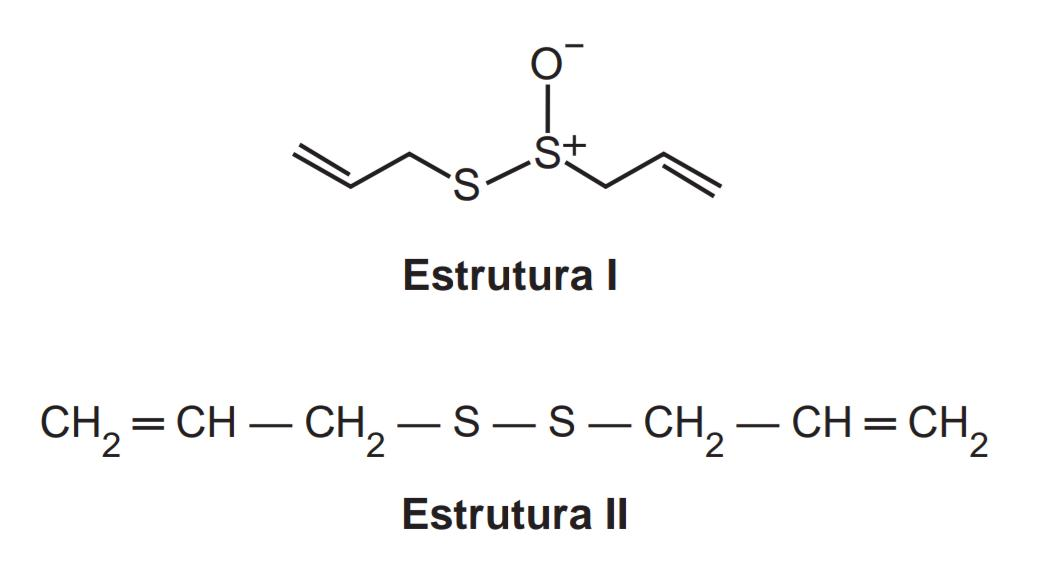 O⁻
S⁺
S
Estrutura I
CH₂ = CH — CH₂ — S — S — CH₂ — CH = CH₂
Estrutura II